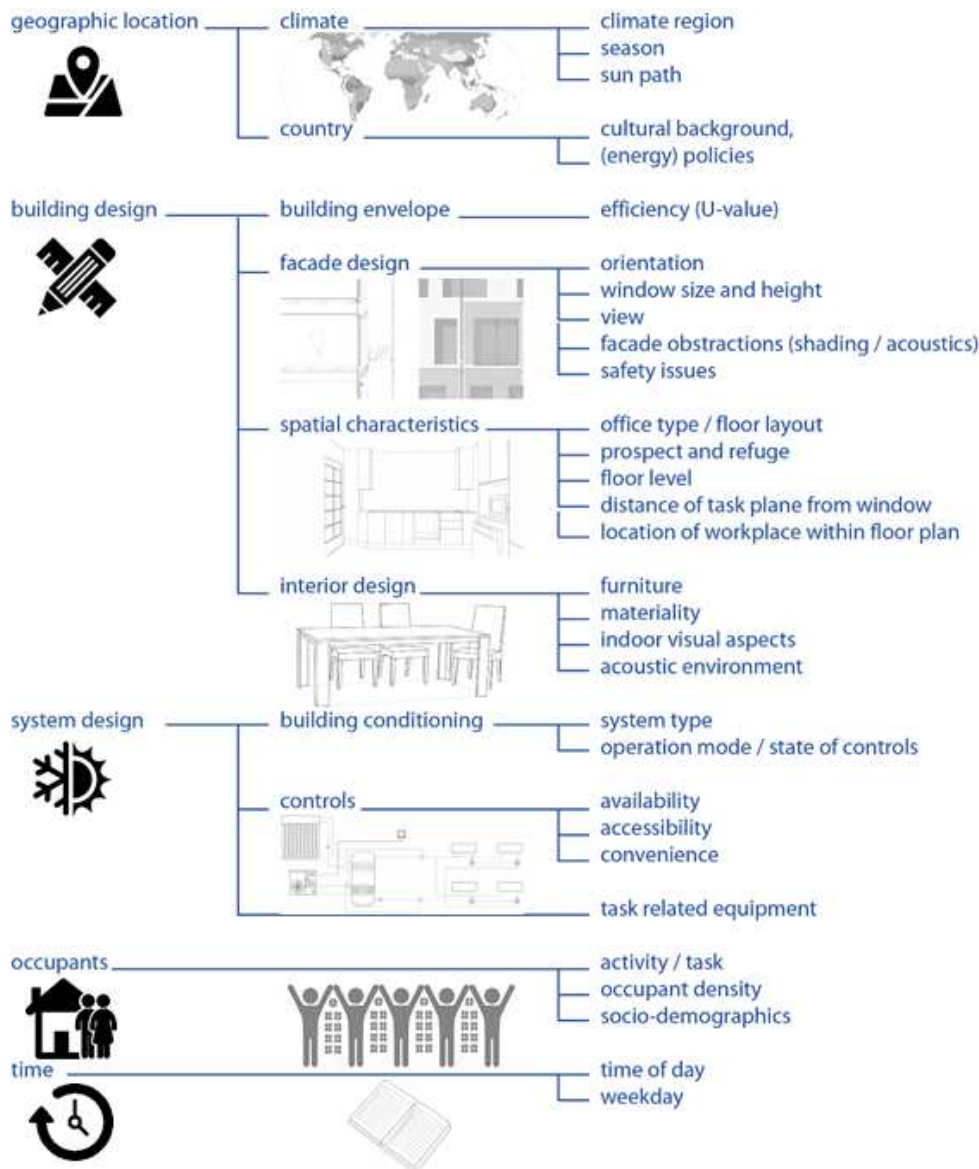 geographic location climate climate region
season
sun path
country cultural background,
(energy) policies
building design building envelope efficiency (U-value)
facade design orientation
window size and height
view
facade obstractions (shading / acoustics)
safety issues
spatial characteristics office type / floor layout
prospect and refuge
floor level
distance of task plane from window
location of workplace within floor plan
interior design furniture
materiality
indoor visual aspects
acoustic environment
system design building conditioning system type
operation mode / state of controls
controls availability
accessibility
convenience
task related equipment
occupants activity / task
occupant density
socio-demographics
time time of day
weekday